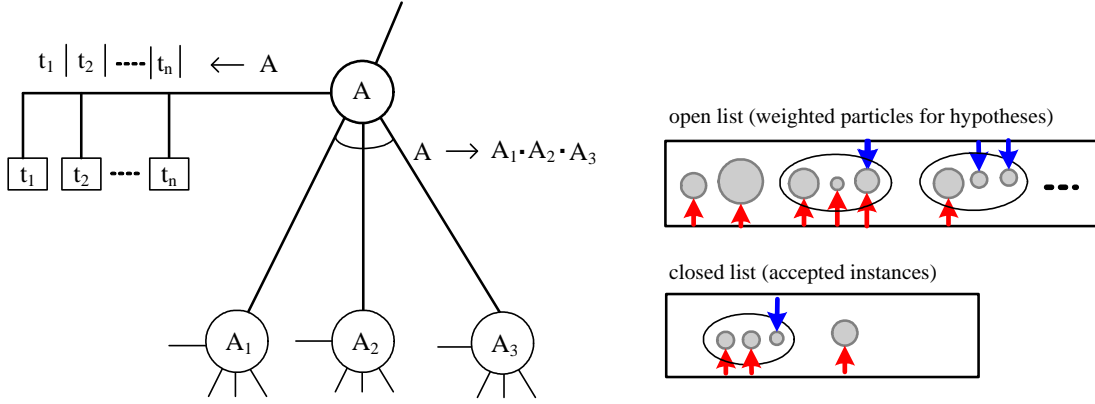 t₁ | t₂ | ---- | tₙ | ← A
A
t₁ t₂ ---- tₙ
A → A₁ · A₂ · A₃
A₁ A₂ A₃
open list (weighted particles for hypotheses)
closed list (accepted instances)